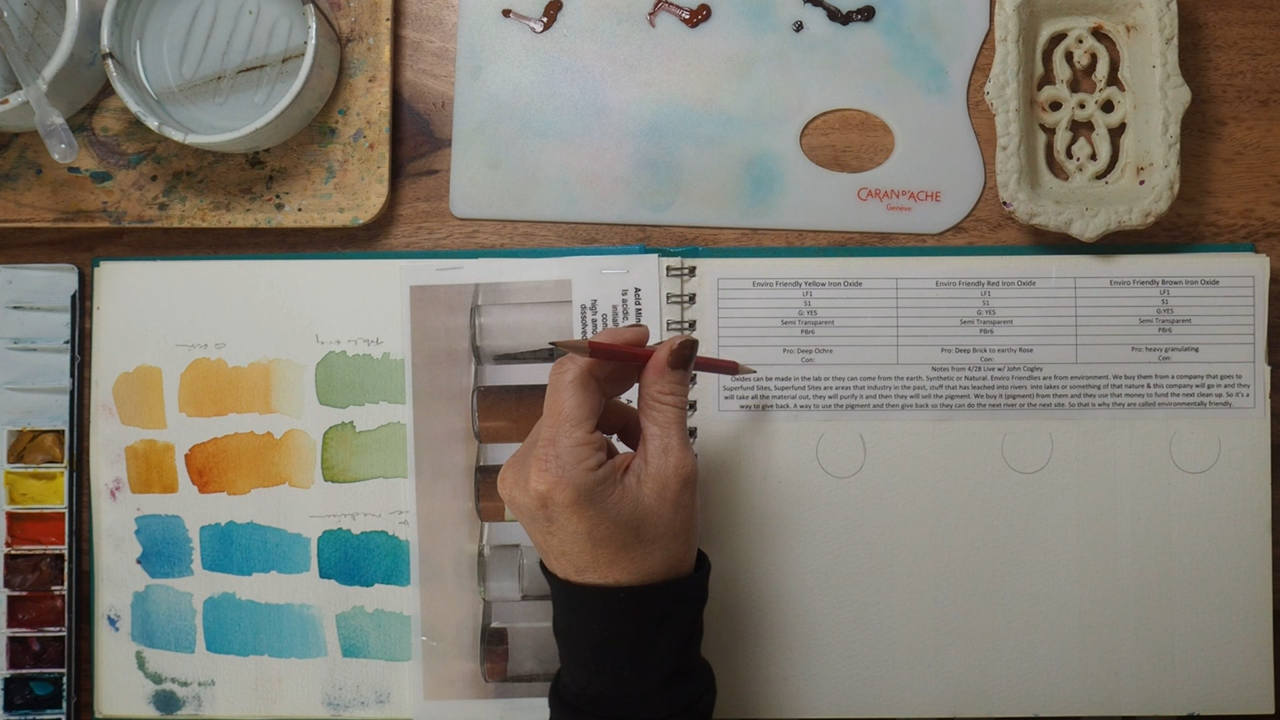 CARAN D'ACHE
Genève
Acid Min
is acidic,
initial
con
high amo
dissolved
Enviro Friendly Yellow Iron Oxide Enviro Friendly Red Iron Oxide Enviro Friendly Brown Iron Oxide
LF1 LF1 LF1
S1 S1 S1
G: YES G: YES G:YES
Semi Transparent Semi Transparent Semi Transparent
PBr6 PBr6 PBr6
Pro: Deep Ochre Pro: Deep Brick to earthy Rose Pro: heavy granulating
Con: Con: Con:
Notes from 4/28 Live w/ John Cogley
Oxides can be made in the lab or they can come from the earth. Synthetic or Natural. Enviro Friendlies are from environment. We buy them from a company that goes to
Superfund Sites, Superfund Sites are areas that industry in the past, stuff that has leached into rivers into lakes or something of that nature & this company will go in and they
will take all the material out, they will purify it and then they will sell the pigment. We buy it (pigment) from them and they use that money to fund the next clean up. So it's a
way to give back. A way to use the pigment and then give back so they can do the next river or the next site. So that is why they are called environmentally friendly.